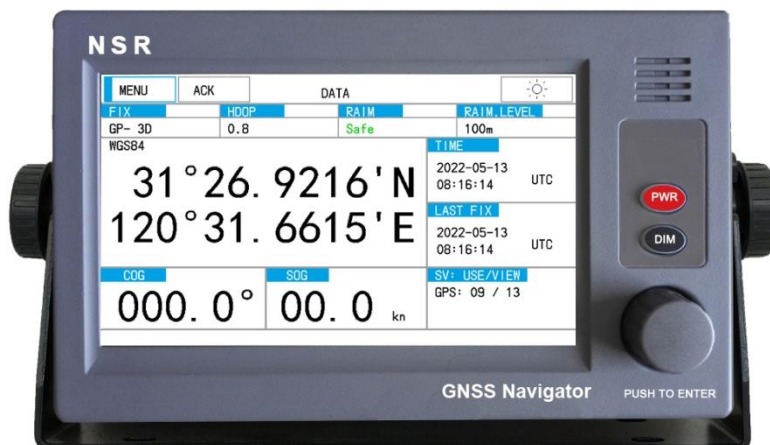 NSR
MENU ACK DATA
FIX HDOP RAIM RAIM.LEVEL
GP- 3D 0.8 Safe 100m
WGS84
31°26.9216'N
120°31.6615'E
TIME
2022-05-13
08:16:14 UTC
LAST FIX
2022-05-13
08:16:14 UTC
COG SOG
000.0° 00.0 kn
SV: USE/VIEW
GPS: 09 / 13
PWR
DIM
GNSS Navigator
PUSH TO ENTER